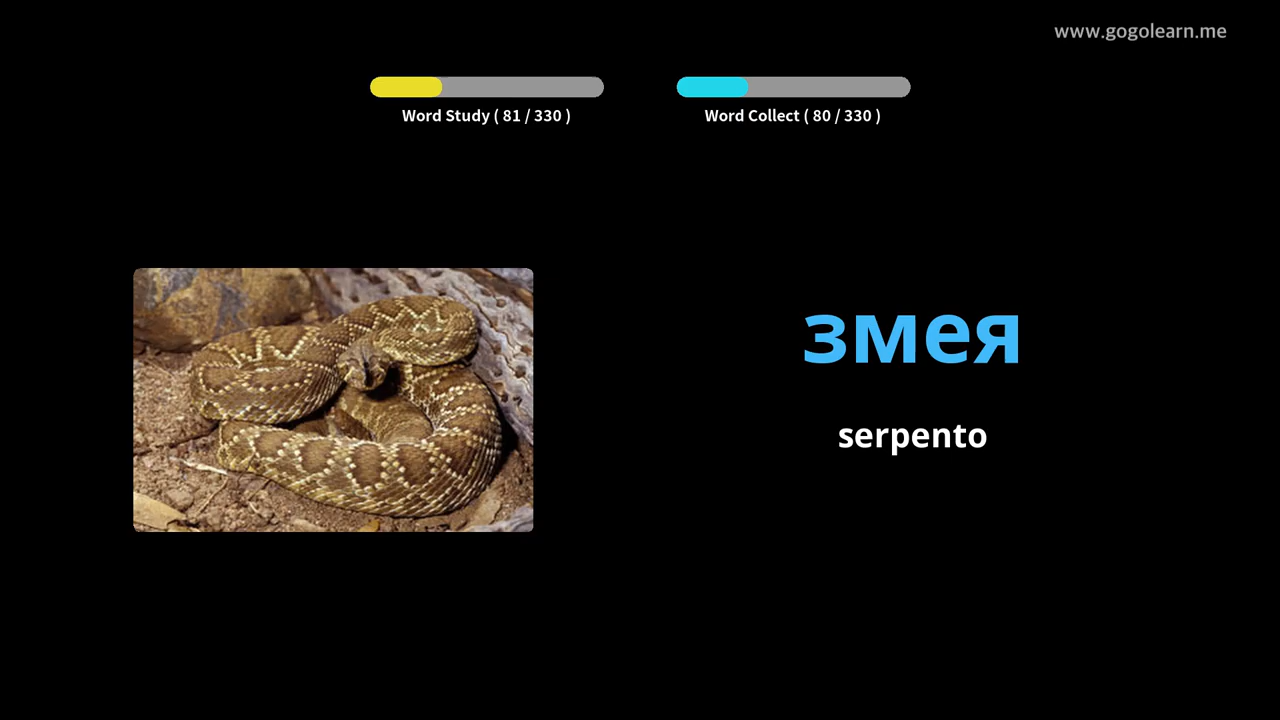 www.gogolearn.me
Word Study ( 81 / 330 )
Word Collect ( 80 / 330 )
змея
serpento